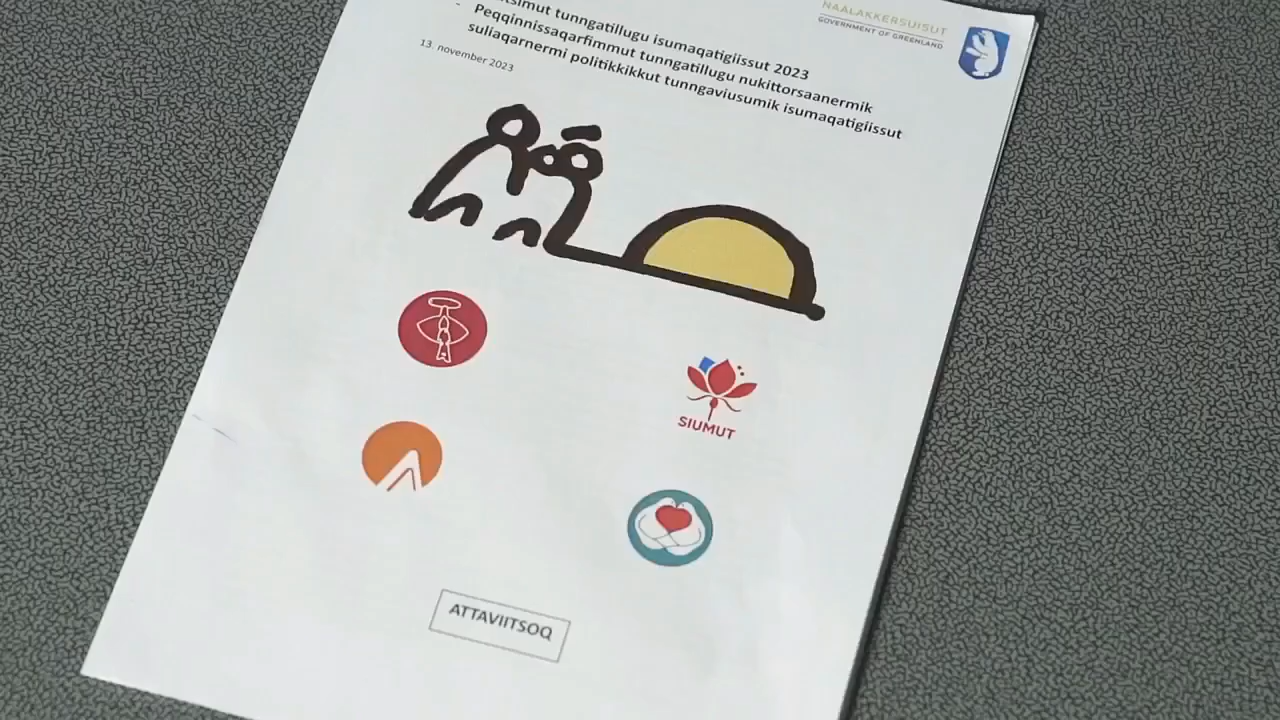 tunngatillugu isumaqatigiissut 2023
- Peqqinnissaqarfimmut tunngatillugu nukittorsaanermik
suliaqarnermi politikkikkut tunngaviusumik isumaqatigiissut
13. november 2023
NAALAKKERSUISUT
GOVERNMENT OF GREENLAND
SIUMUT
ATTAVIITSOQ